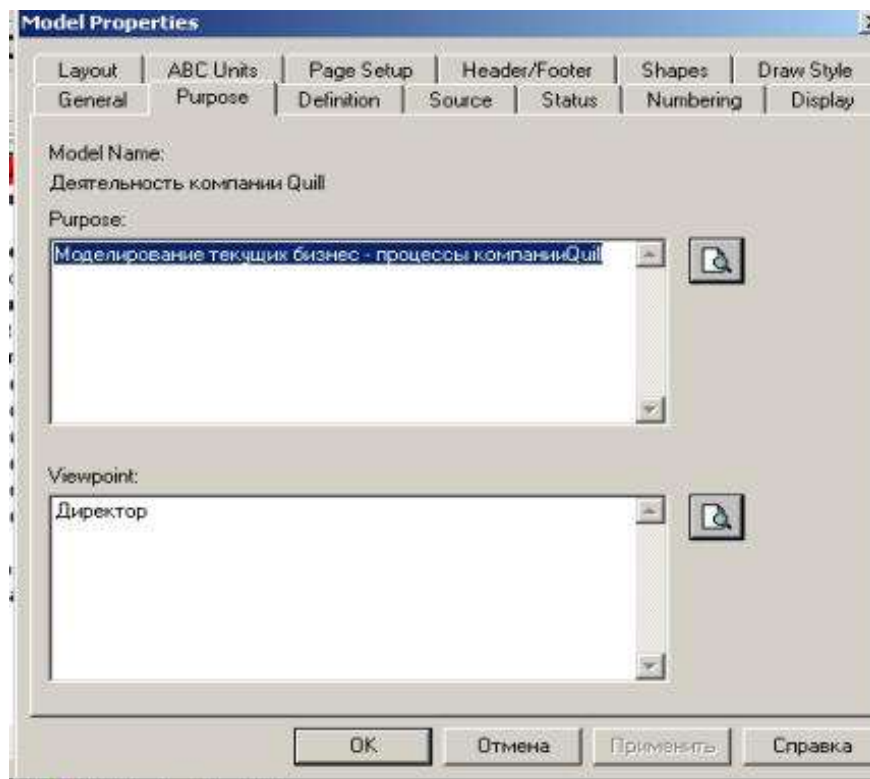 Model Properties
Layout ABC Units Page Setup Header/Footer Shapes Draw Style
General Purpose Definition Source Status Numbering Display
Model Name:
Деятельность компании Quill
Purpose:
Моделирование текущих бизнес - процессы компанииQuill
Viewpoint:
Директор
OK Отмена Применить Справка